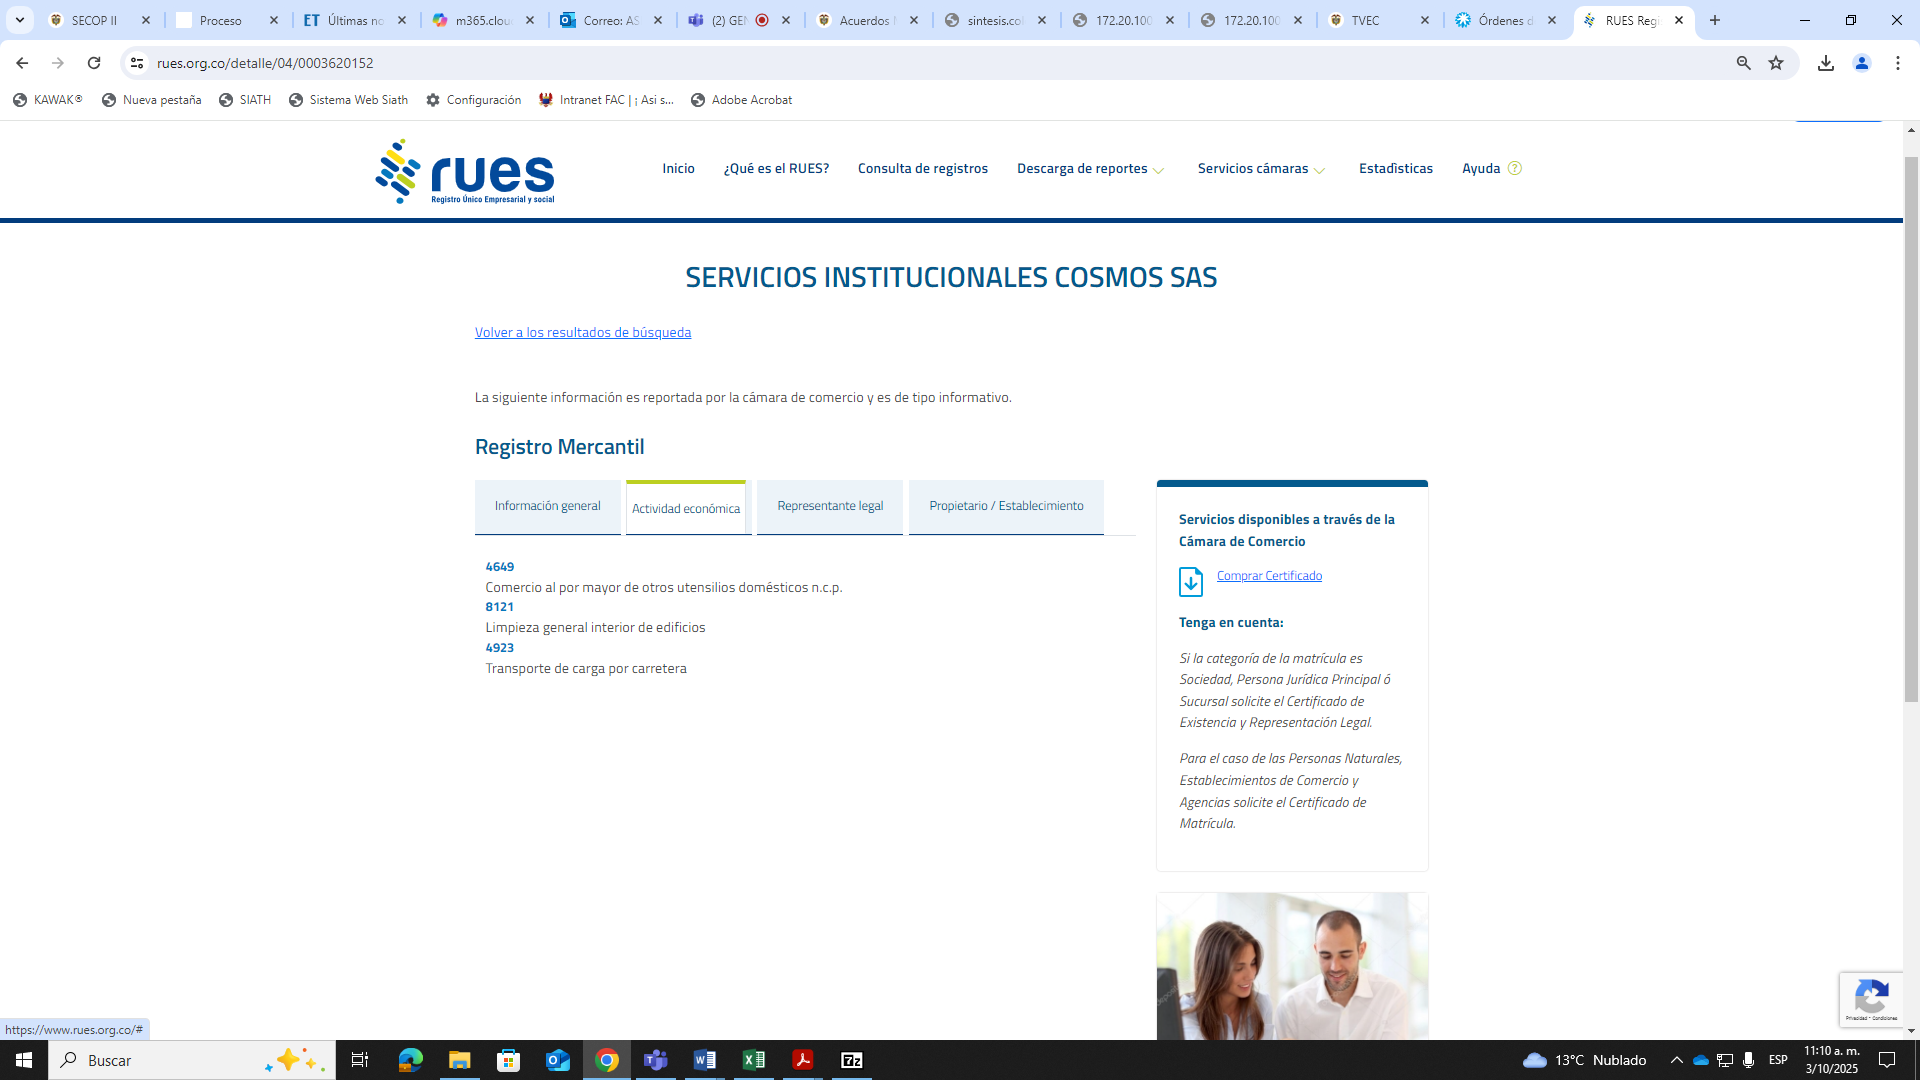 SECOP II
Proceso
ET Últimas no
m365.clou
Correo: AS
(2) GEN
Acuerdos
sintesis.col
172.20.100
172.20.100
TVEC
Órdenes d
RUES Regi
rues.org.co/detalle/04/0003620152
KAWAK®
Nueva pestaña
SIATH
Sistema Web Siath
Configuración
Intranet FAC | ¡ Asi s...
Adobe Acrobat
rues
Registro Único Empresarial y social
Inicio
¿Qué es el RUES?
Consulta de registros
Descarga de reportes
Servicios cámaras
Estadìsticas
Ayuda ?
SERVICIOS INSTITUCIONALES COSMOS SAS
Volver a los resultados de búsqueda
La siguiente información es reportada por la cámara de comercio y es de tipo informativo.
Registro Mercantil
Información general
Actividad económica
Representante legal
Propietario / Establecimiento
4649
Comercio al por mayor de otros utensilios domésticos n.c.p.
8121
Limpieza general interior de edificios
4923
Transporte de carga por carretera
Servicios disponibles a través de la
Cámara de Comercio
Comprar Certificado
Tenga en cuenta:
Si la categoría de la matrícula es
Sociedad, Persona Jurídica Principal ó
Sucursal solicite el Certificado de
Existencia y Representación Legal.
Para el caso de las Personas Naturales,
Establecimientos de Comercio y
Agencias solicite el Certificado de
Matrícula.
Privacidad - Condiciones
https://www.rues.org.co/#
Buscar
13°C Nublado
ESP
11:10 a. m.
3/10/2025